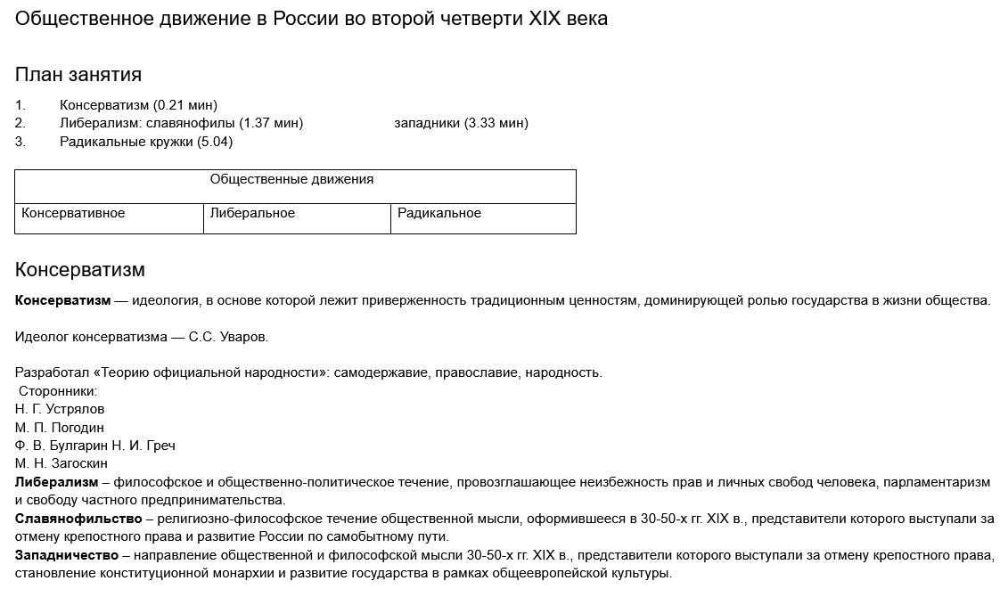 Общественное движение в России во второй четверти XIX века
План занятия
1. Консерватизм (0.21 мин)
2. Либерализм: славянофилы (1.37 мин) западники (3.33 мин)
3. Радикальные кружки (5.04)
Общественные движения
Консервативное Либеральное Радикальное
Консерватизм
Консерватизм — идеология, в основе которой лежит приверженность традиционным ценностям, доминирующей ролью государства в жизни общества.
Идеолог консерватизма — С.С. Уваров.
Разработал «Теорию официальной народности»: самодержавие, православие, народность.
Сторонники:
Н. Г. Устрялов
М. П. Погодин
Ф. В. Булгарин Н. И. Греч
М. Н. Загоскин
Либерализм – философское и общественно-политическое течение, провозглашающее неизбежность прав и личных свобод человека, парламентаризм
и свободу частного предпринимательства.
Славянофильство – религиозно-философское течение общественной мысли, оформившееся в 30-50-х гг. XIX в., представители которого выступали за
отмену крепостного права и развитие России по самобытному пути.
Западничество – направление общественной и философской мысли 30-50-х гг. XIX в., представители которого выступали за отмену крепостного права,
становление конституционной монархии и развитие государства в рамках общеевропейской культуры.